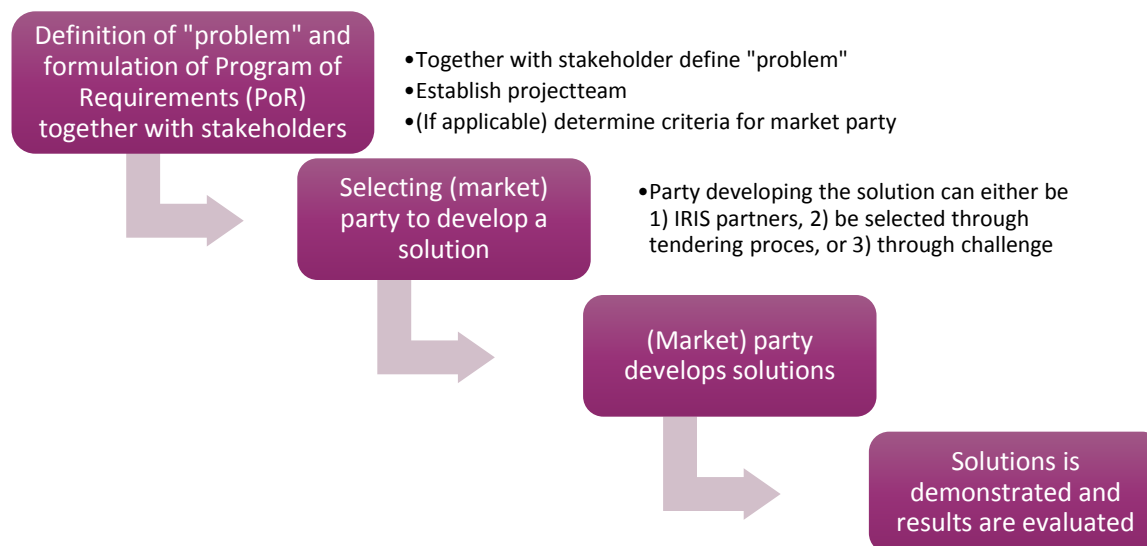 Definition of "problem" and
formulation of Program of
Requirements (PoR)
together with stakeholders
•Together with stakeholder define "problem"
•Establish projectteam
•(If applicable) determine criteria for market party
Selecting (market)
party to develop a
solution
•Party developing the solution can either be
1) IRIS partners, 2) be selected through
tendering proces, or 3) through challenge
(Market) party
develops solutions
Solutions is
demonstrated and
results are evaluated